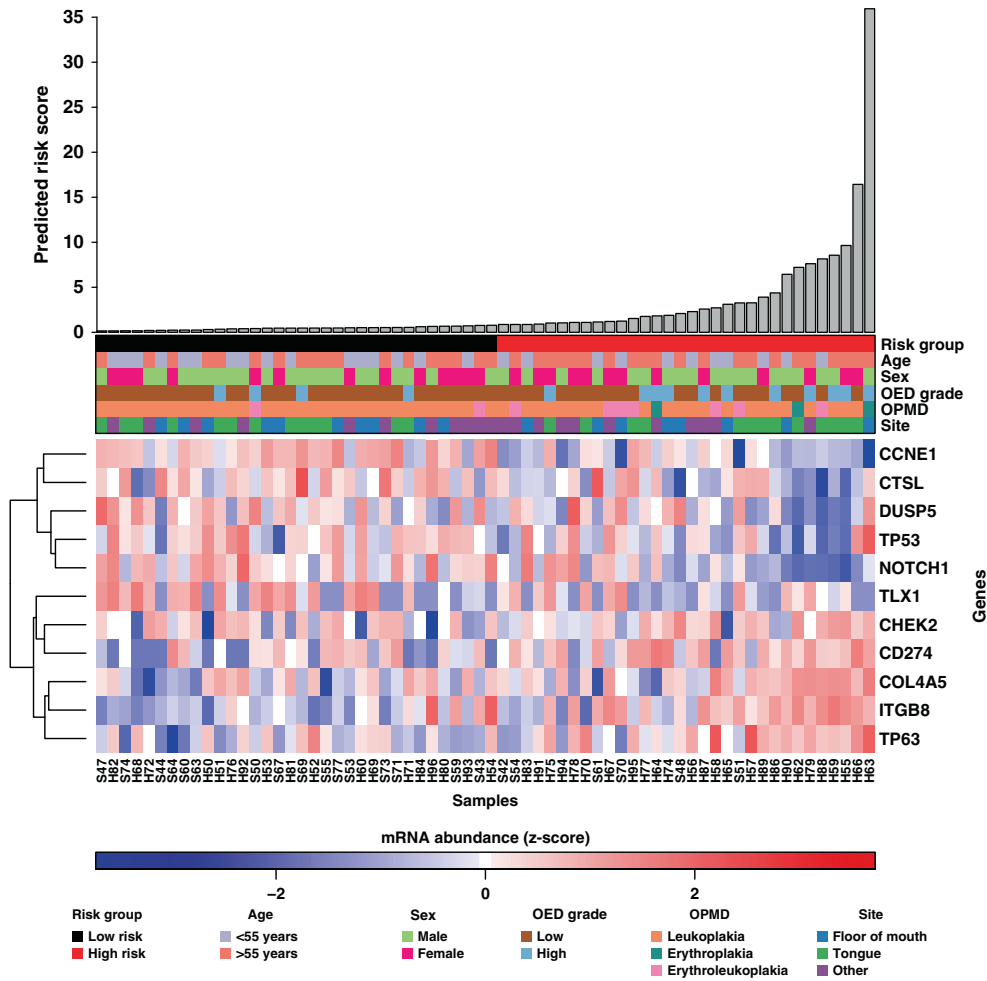 Predicted risk score
35
30
25
20
15
10
5
0
Risk group
Age
Sex
OED grade
OPMD
Site
CCNE1
CTSL
DUSP5
TP53
NOTCH1
TLX1
CHEK2
CD274
COL4A5
ITGB8
TP63
Genes
S47
H82
S74
H68
H72
S44
S64
S60
S63
H50
H51
H76
H92
S50
H53
S67
H81
S69
H52
S55
S77
S53
H60
H69
S73
S71
H71
H96
H80
S59
H93
S43
H54
S42
S54
H83
H91
H75
H94
H78
H70
S61
H67
S70
H95
H77
H64
H74
S48
H56
H87
H58
H65
S51
H57
H89
H86
H90
H62
H79
H88
H59
H55
H66
H63
Samples
mRNA abundance (z-score)
−2 0 2
Risk group
Low risk
High risk
Age
<55 years
>55 years
Sex
Male
Female
OED grade
Low
High
OPMD
Leukoplakia
Erythroplakia
Erythroleukoplakia
Site
Floor of mouth
Tongue
Other